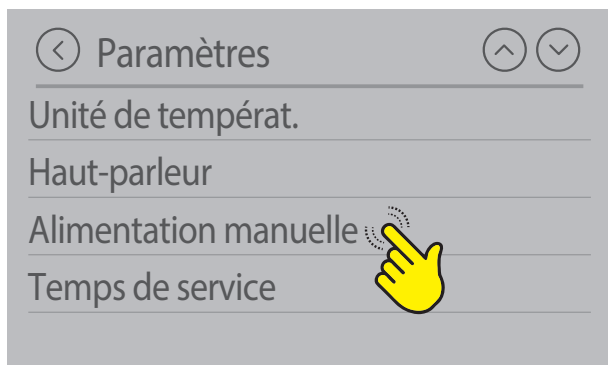 Paramètres
Unité de températ.
Haut-parleur
Alimentation manuelle
Temps de service